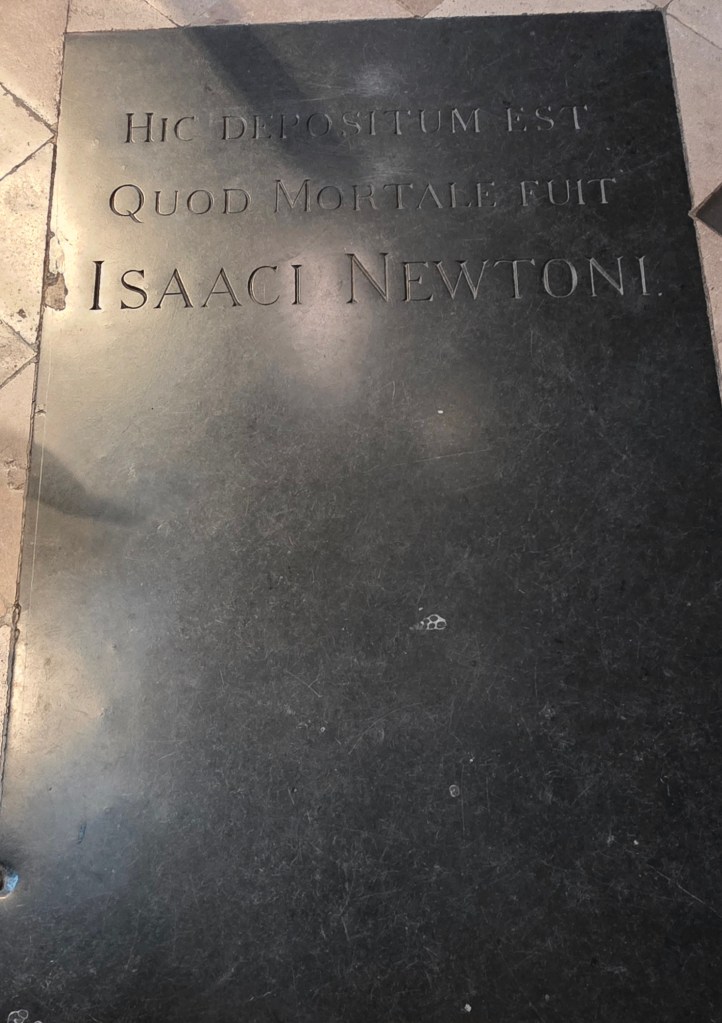 HIC DEPOSITUM EST
QUOD MORTALE FUIT
ISAACI NEWTONI.